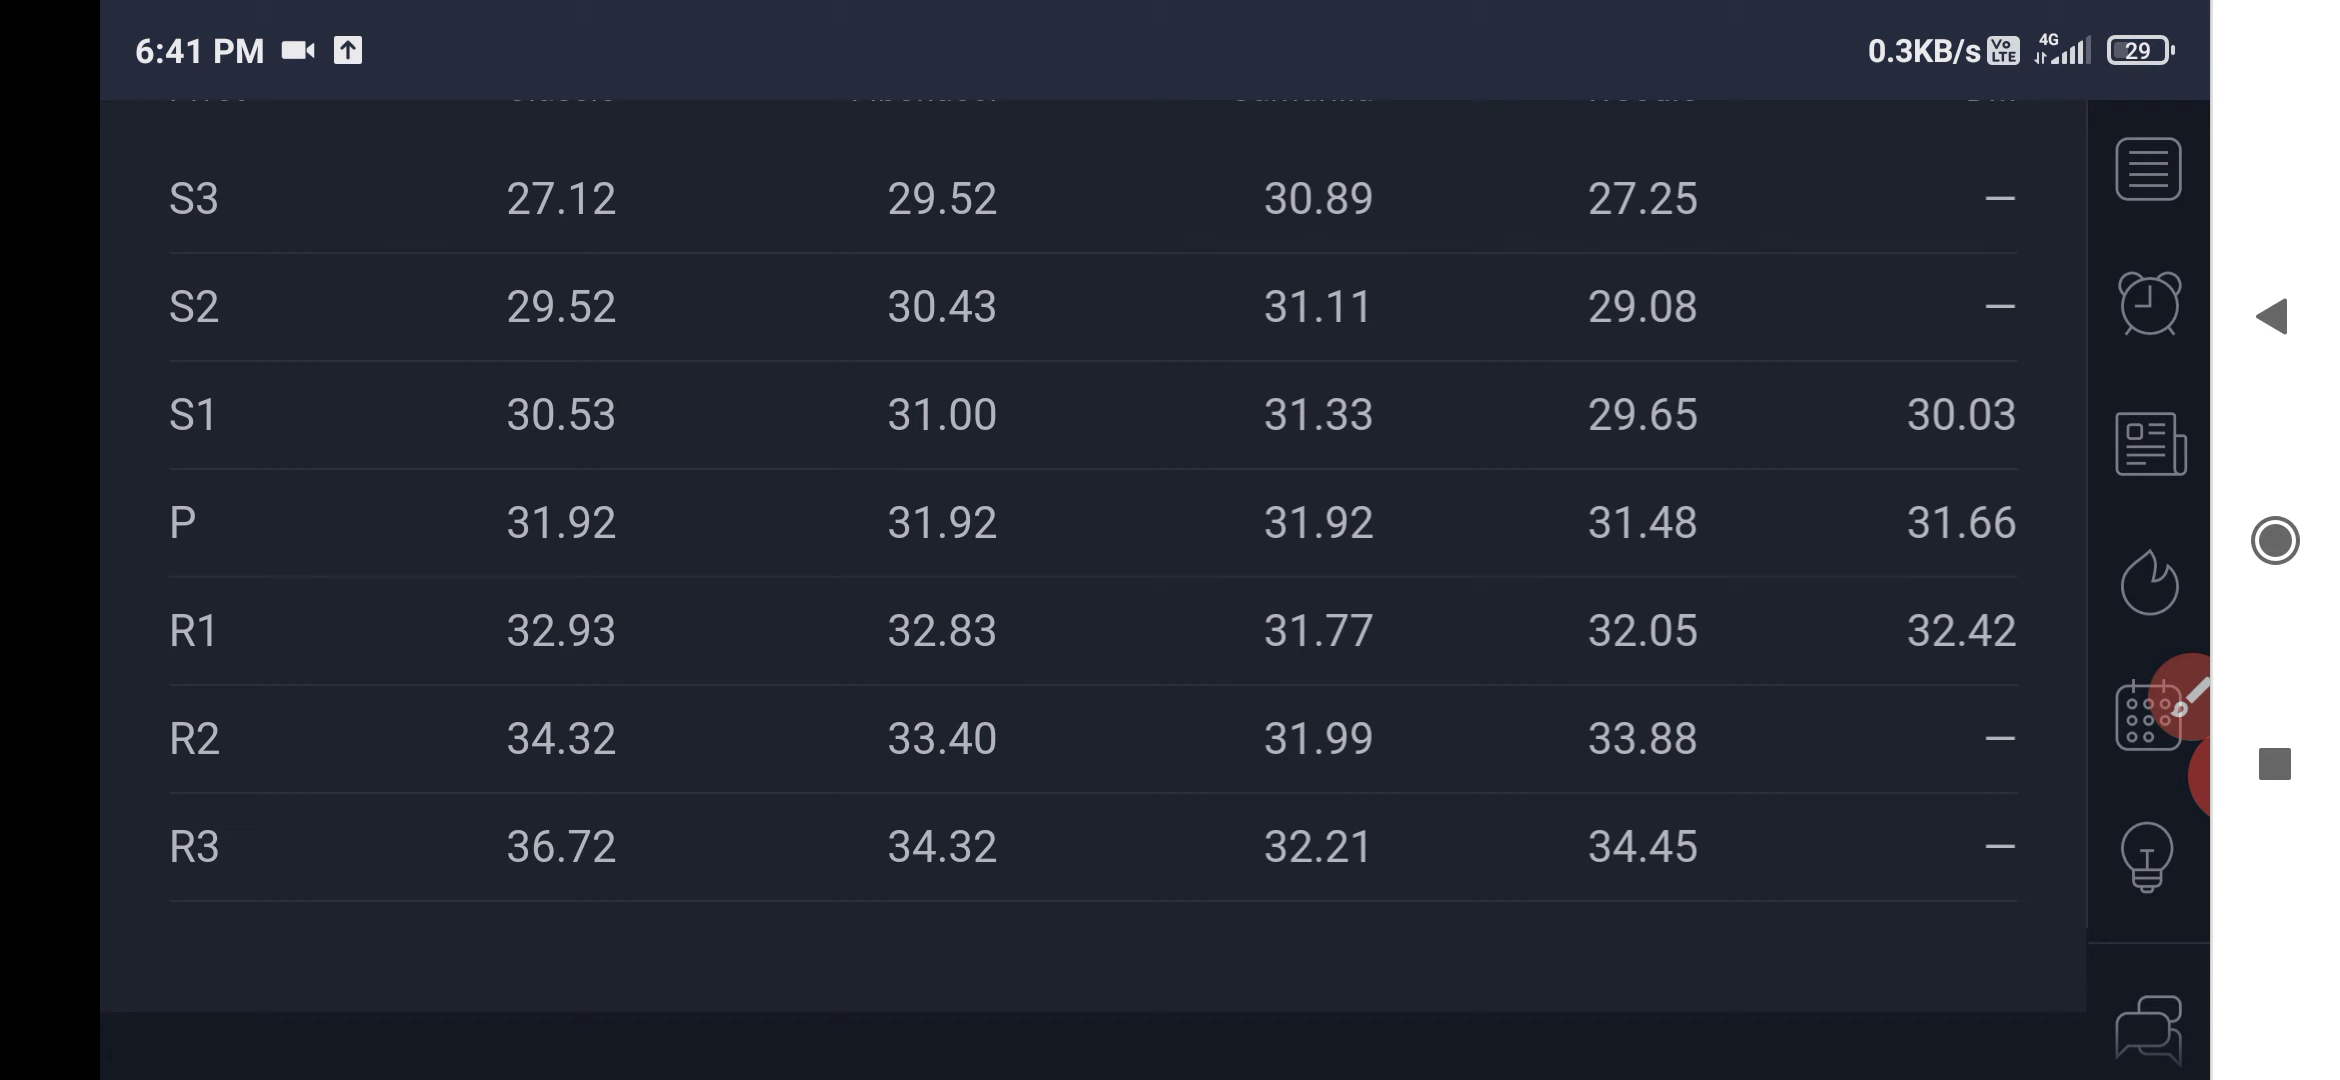 6:41 PM 0.3KB/s Vo LTE 4G 29
S3 27.12 29.52 30.89 27.25 —
S2 29.52 30.43 31.11 29.08 —
S1 30.53 31.00 31.33 29.65 30.03
P 31.92 31.92 31.92 31.48 31.66
R1 32.93 32.83 31.77 32.05 32.42
R2 34.32 33.40 31.99 33.88 —
R3 36.72 34.32 32.21 34.45 —